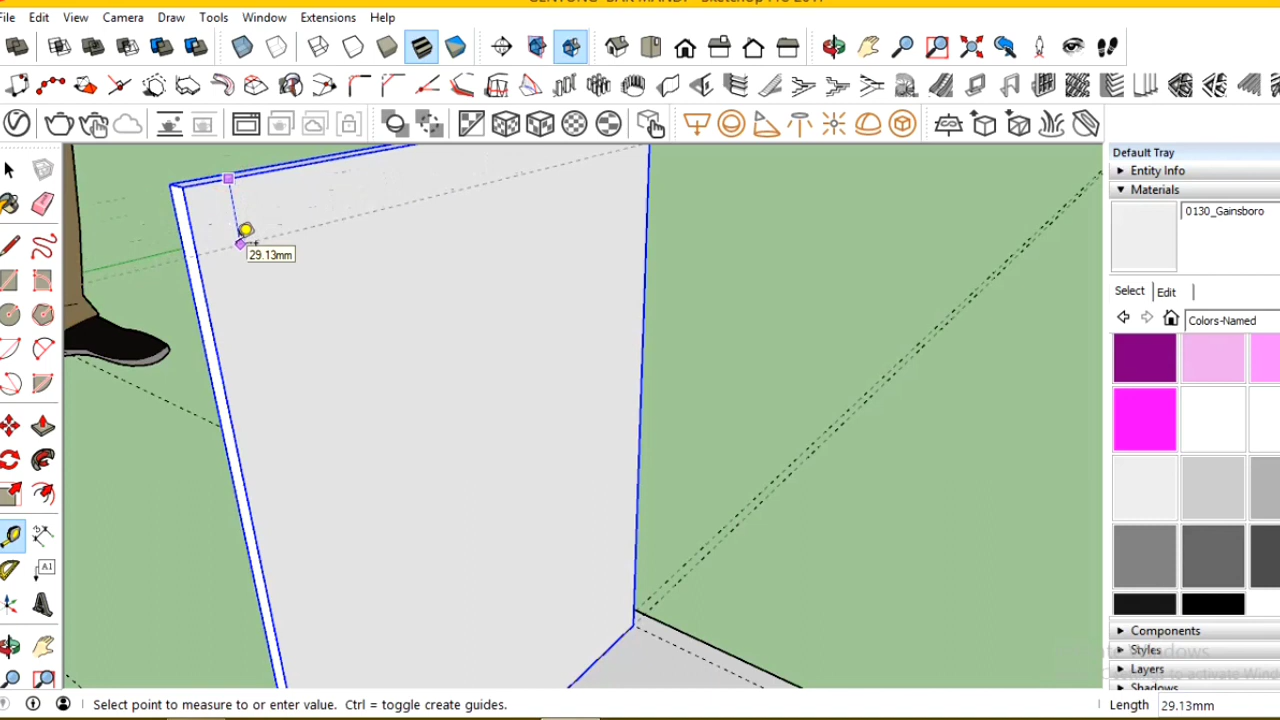 File Edit View Camera Draw Tools Window Extensions Help
Default Tray
Entity Info
Materials
0130_Gainsboro
Select Edit
Colors-Named
29.13mm
A1
Components
Styles
Layers
Shadows
Select point to measure to or enter value. Ctrl = toggle create guides.
Length 29.13mm